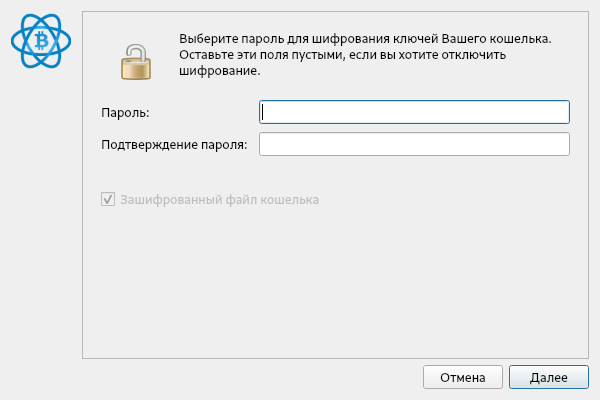 Выберите пароль для шифрования ключей Вашего кошелька.
Оставьте эти поля пустыми, если вы хотите отключить
шифрование.
Пароль:
Подтверждение пароля:
Зашифрованный файл кошелька
Отмена
Далее